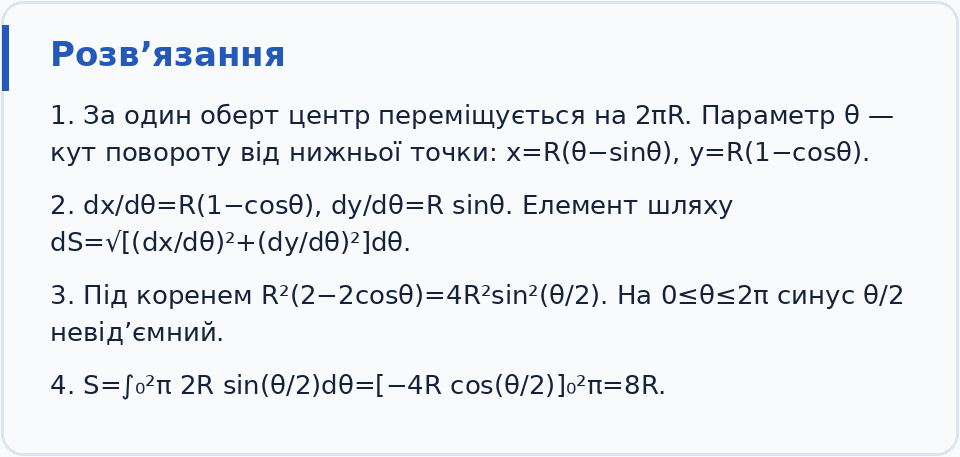 Розв’язання
1. За один оберт центр переміщується на 2πR. Параметр θ —
кут повороту від нижньої точки: x=R(θ−sinθ), y=R(1−cosθ).
2. dx/dθ=R(1−cosθ), dy/dθ=R sinθ. Елемент шляху
dS=√[(dx/dθ)²+(dy/dθ)²]dθ.
3. Під коренем R²(2−2cosθ)=4R²sin²(θ/2). На 0≤θ≤2π синус θ/2
невід’ємний.
4. S=∫₀²π 2R sin(θ/2)dθ=[−4R cos(θ/2)]₀²π=8R.